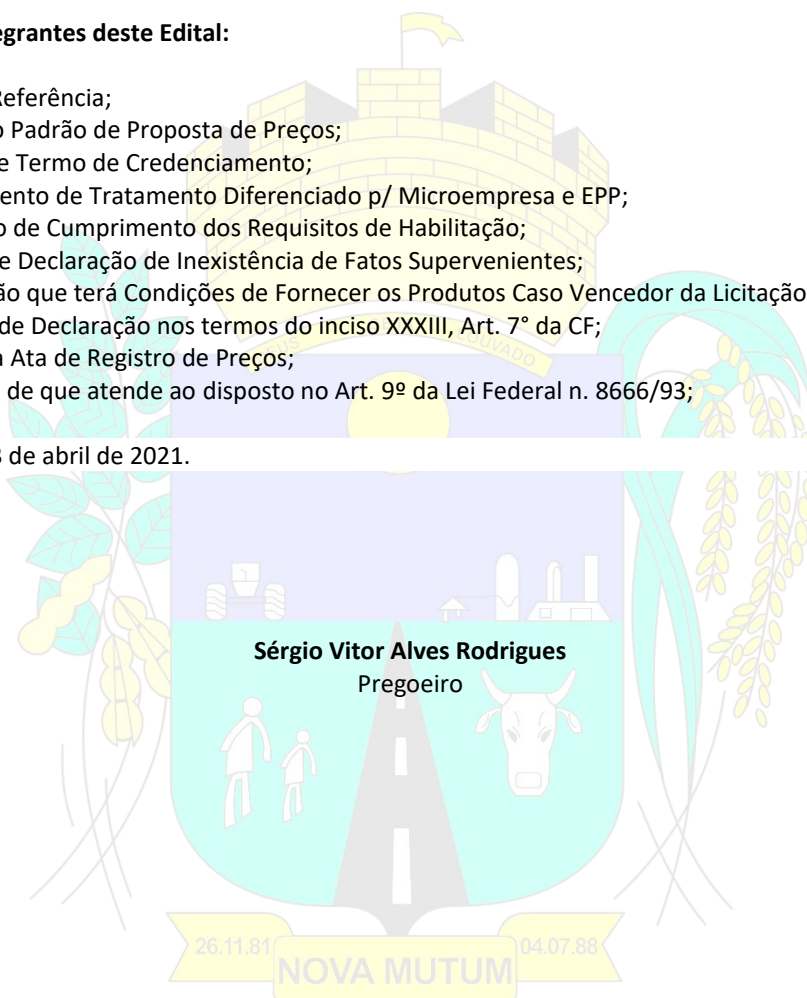 egrantes deste Edital:
Referência;
o Padrão de Proposta de Preços;
e Termo de Credenciamento;
ento de Tratamento Diferenciado p/ Microempresa e EPP;
o de Cumprimento dos Requisitos de Habilitação;
e Declaração de Inexistência de Fatos Supervenientes;
ão que terá Condições de Fornecer os Produtos Caso Vencedor da Licitação
de Declaração nos termos do inciso XXXIII, Art. 7° da CF;
a Ata de Registro de Preços;
de que atende ao disposto no Art. 9º da Lei Federal n. 8666/93;
LOUVADO
de abril de 2021.
Sérgio Vitor Alves Rodrigues
Pregoeiro
26.11.81
04.07.88
NOVA MUTUM